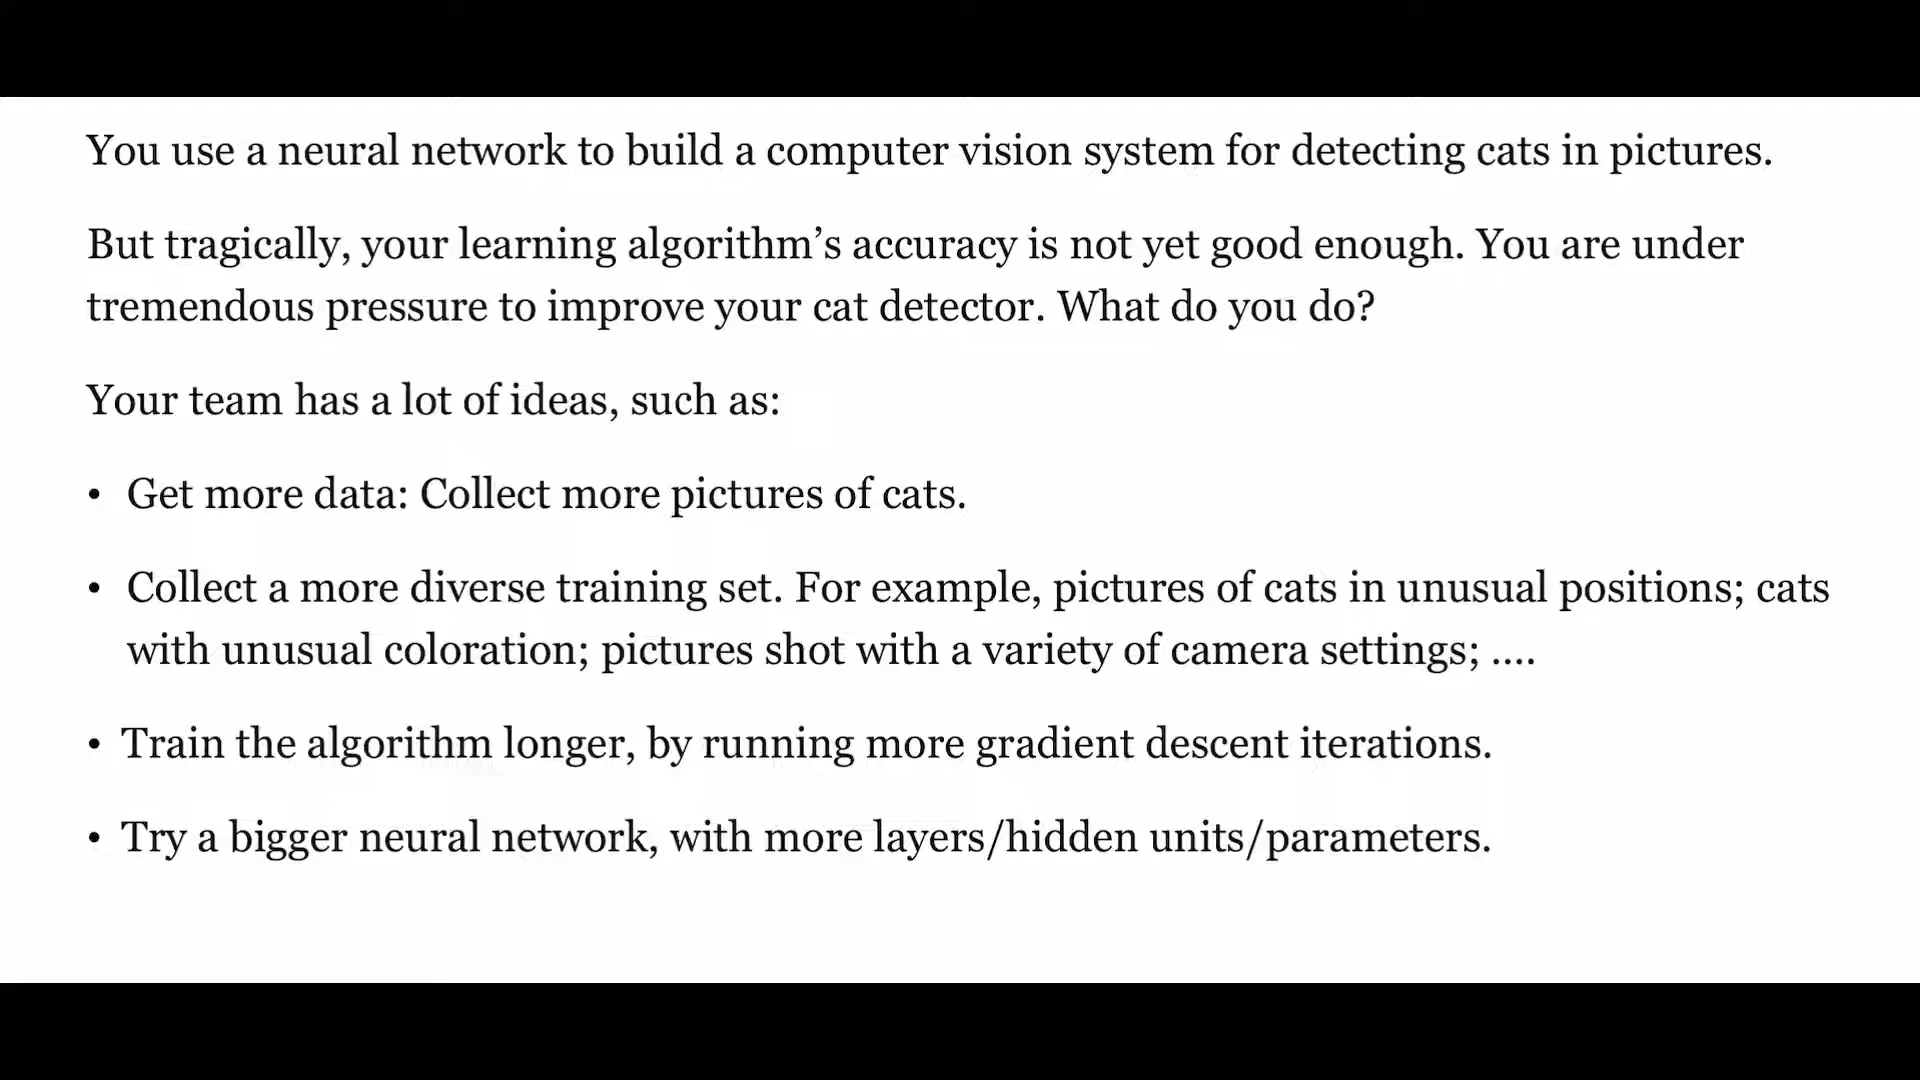 You use a neural network to build a computer vision system for detecting cats in pictures.
But tragically, your learning algorithm’s accuracy is not yet good enough. You are under
tremendous pressure to improve your cat detector. What do you do?
Your team has a lot of ideas, such as:
• Get more data: Collect more pictures of cats.
• Collect a more diverse training set. For example, pictures of cats in unusual positions; cats
with unusual coloration; pictures shot with a variety of camera settings; ....
• Train the algorithm longer, by running more gradient descent iterations.
• Try a bigger neural network, with more layers/hidden units/parameters.